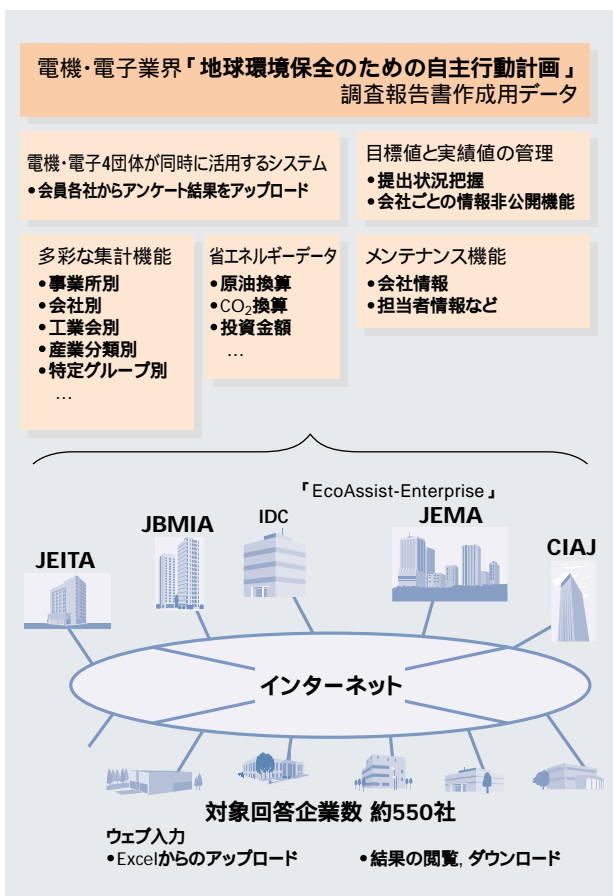 電機・電子業界「地球環境保全のための自主行動計画」
調査報告書作成用データ
電機・電子4団体が同時に活用するシステム
●会員各社からアンケート結果をアップロード
目標値と実績値の管理
●提出状況把握
●会社ごとの情報非公開機能
多彩な集計機能
●事業所別
●会社別
●工業会別
●産業分類別
●特定グループ別
…
省エネルギーデータ
●原油換算
●CO₂換算
●投資金額
…
メンテナンス機能
●会社情報
●担当者情報など
「EcoAssist-Enterprise」
JEITA
JBMIA
IDC
JEMA
CIAJ
インターネット
対象回答企業数 約550社
ウェブ入力
●Excelからのアップロード
●結果の閲覧, ダウンロード